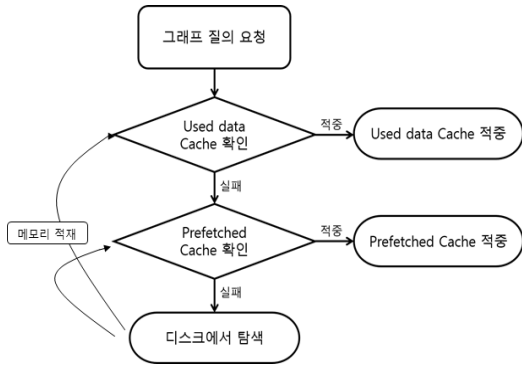 그래프 질의 요청
Used data
Cache 확인
적중
Used data Cache 적중
실패
메모리 적재
Prefetched
Cache 확인
적중
Prefetched Cache 적중
실패
디스크에서 탐색